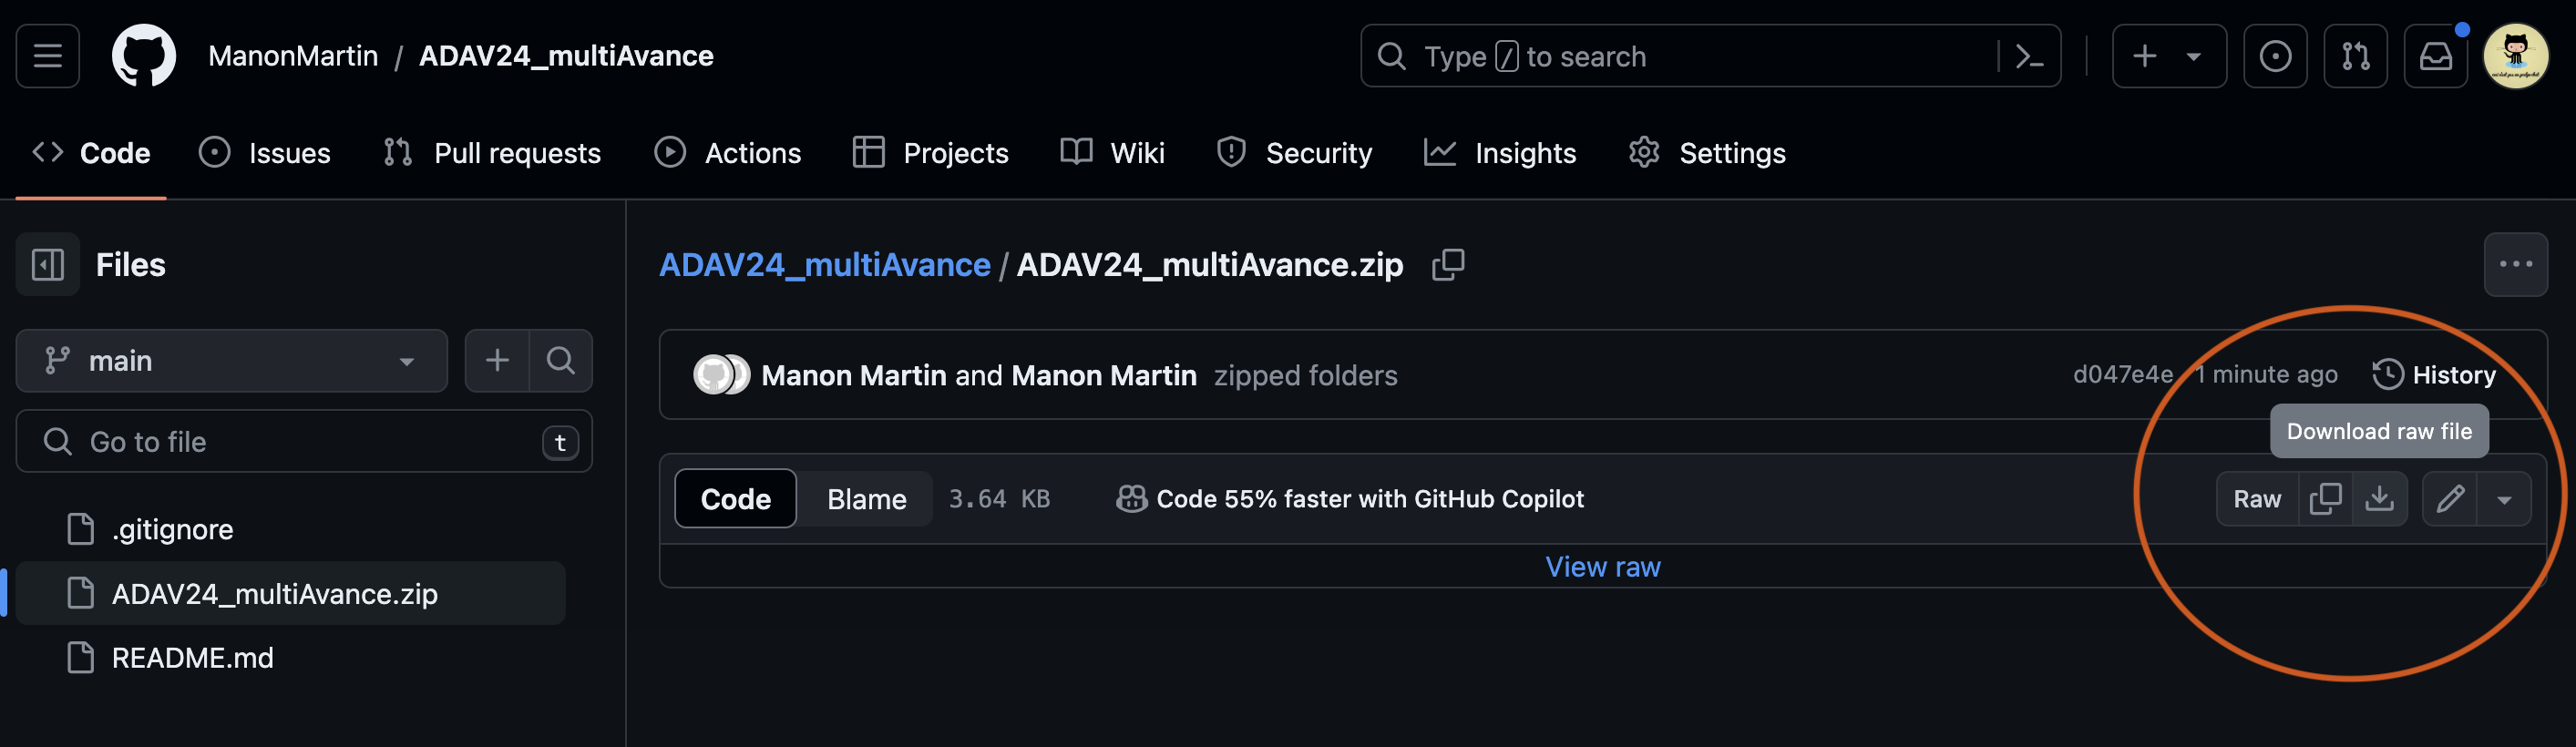 ManonMartin / ADAV24_multiAvance
Type / to search
Code
Issues
Pull requests
Actions
Projects
Wiki
Security
Insights
Settings
Files
main
Go to file
t
.gitignore
ADAV24_multiAvance.zip
README.md
ADAV24_multiAvance / ADAV24_multiAvance.zip
Manon Martin and Manon Martin zipped folders
d047e4e · 1 minute ago
History
Download raw file
Code
Blame
3.64 KB
Code 55% faster with GitHub Copilot
Raw
View raw